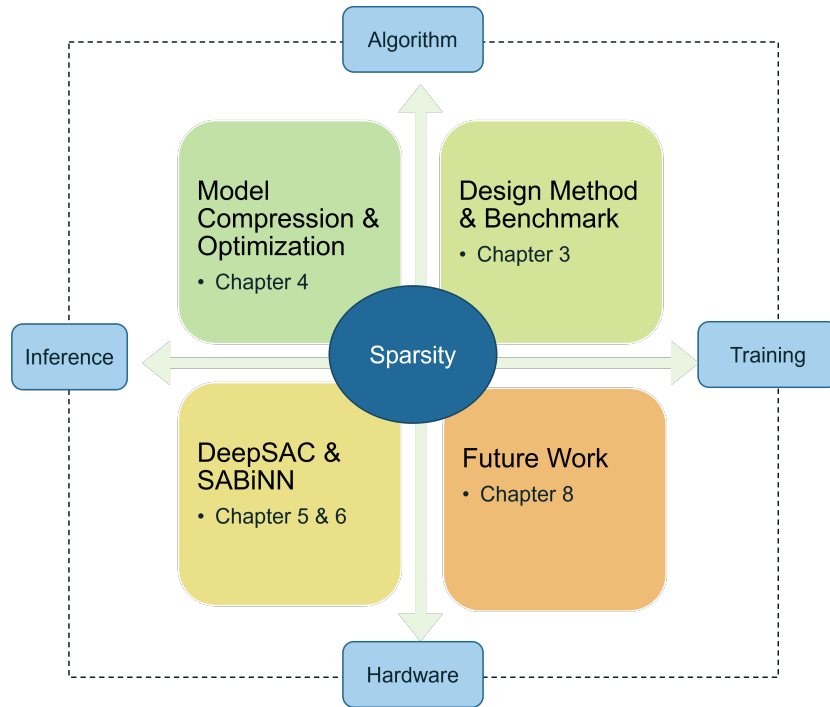 Algorithm
Model
Compression &
Optimization
• Chapter 4
Design Method
& Benchmark
• Chapter 3
Inference
Sparsity
Training
DeepSAC &
SABiNN
• Chapter 5 & 6
Future Work
• Chapter 8
Hardware